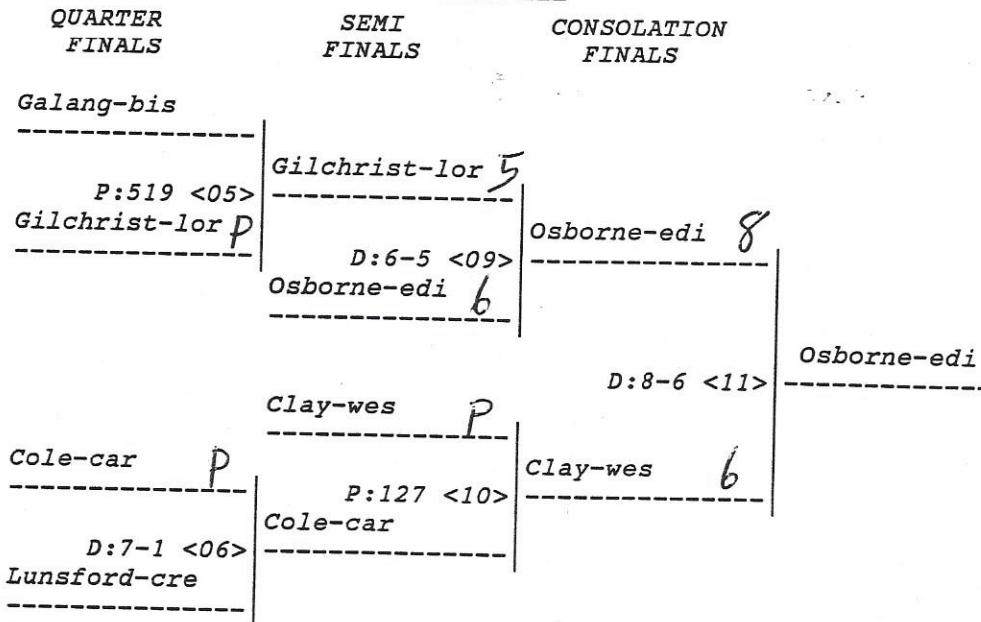 QUARTER FINALS
SEMI FINALS
CONSOLATION FINALS
Galang-bis
P:519 <05>
Gilchrist-lor P
Gilchrist-lor 5
D:6-5 <09>
Osborne-edi 6
Osborne-edi 8
D:8-6 <11>
Osborne-edi
Clay-wes P
Cole-car P
D:7-1 <06>
Lunsford-cre
P:127 <10>
Cole-car
Clay-wes 6